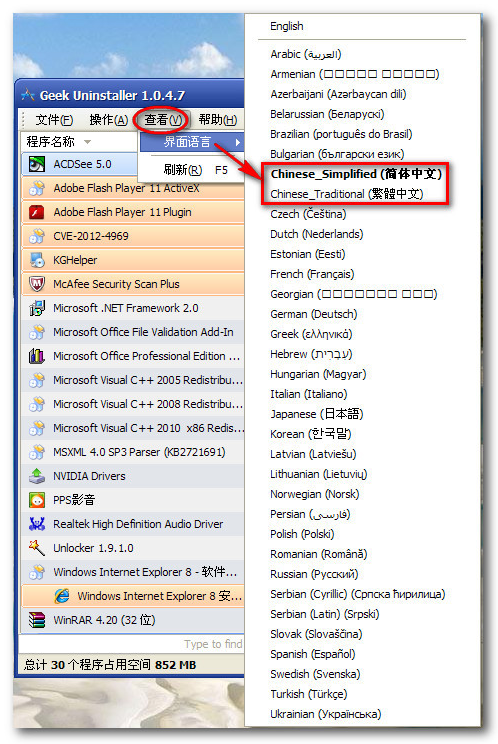 Geek Uninstaller 1.0.4.7
文件(F) 操作(A) 查看(V) 帮助(H)
程序名称
界面语言
刷新(R) F5
ACDSee 5.0
Adobe Flash Player 11 ActiveX
Adobe Flash Player 11 Plugin
CVE-2012-4969
KGHelper
McAfee Security Scan Plus
Microsoft .NET Framework 2.0
Microsoft Office File Validation Add-In
Microsoft Office Professional Edition ...
Microsoft Visual C++ 2005 Redistribu...
Microsoft Visual C++ 2008 Redistribu...
Microsoft Visual C++ 2010 x86 Redis...
MSXML 4.0 SP3 Parser (KB2721691)
NVIDIA Drivers
PPS影音
Realtek High Definition Audio Driver
Unlocker 1.9.1.0
Windows Internet Explorer 8 - 软件...
Windows Internet Explorer 8 安...
WinRAR 4.20 (32 位)
Type to find
总计 30 个程序占用空间 852 MB
English
Arabic (العربية)
Armenian (□□□□□ □□□□□)
Azerbaijani (Azərbaycan dili)
Belarussian (Беларускі)
Brazilian (português do Brasil)
Bulgarian (български език)
Chinese_Simplified (简体中文)
Chinese_Traditional (繁體中文)
Czech (Čeština)
Dutch (Nederlands)
Estonian (Eesti)
French (Français)
Georgian (□□□□□□□ □□□)
German (Deutsch)
Greek (ελληνικά)
Hebrew (עִבְרִית)
Hungarian (Magyar)
Italian (Italiano)
Japanese (日本語)
Korean (한국말)
Latvian (Latviešu)
Lithuanian (Lietuvių)
Norwegian (Norsk)
Persian (فارسی)
Polish (Polski)
Romanian (Română)
Russian (Русский)
Serbian (Cyrillic) (Српска ћирилица)
Serbian (Latin) (Srpski)
Slovak (Slovaščina)
Spanish (Español)
Swedish (Svenska)
Turkish (Türkçe)
Ukrainian (Українська)